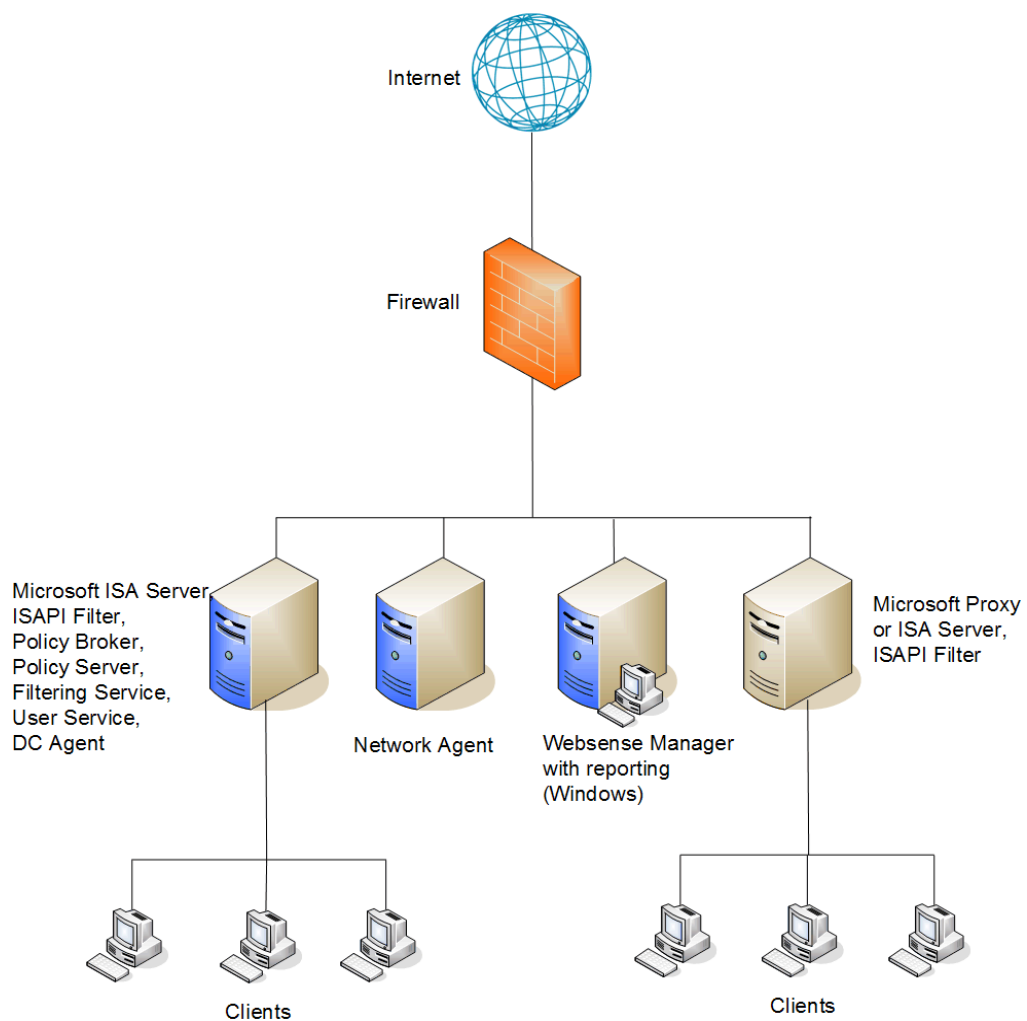 Internet
Firewall
Microsoft ISA Server,
ISAPI Filter,
Policy Broker,
Policy Server,
Filtering Service,
User Service,
DC Agent
Network Agent
Websense Manager
with reporting
(Windows)
Microsoft Proxy
or ISA Server,
ISAPI Filter
Clients
Clients